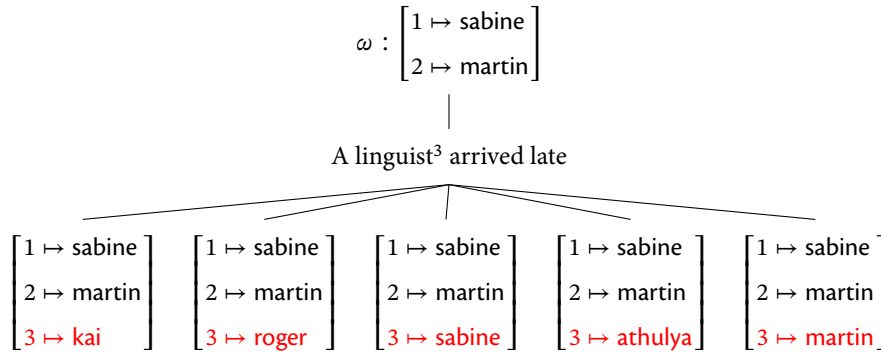 ω : [1 ↦ sabine
2 ↦ martin]
A linguist³ arrived late
[1 ↦ sabine [1 ↦ sabine [1 ↦ sabine [1 ↦ sabine [1 ↦ sabine
2 ↦ martin 2 ↦ martin 2 ↦ martin 2 ↦ martin 2 ↦ martin
3 ↦ kai] 3 ↦ roger] 3 ↦ sabine] 3 ↦ athulya] 3 ↦ martin]